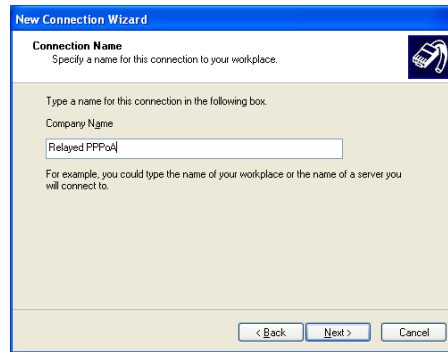 New Connection Wizard
Connection Name
Specify a name for this connection to your workplace.
Type a name for this connection in the following box.
Company Name
Relayed PPPoA
For example, you could type the name of your workplace or the name of a server you
will connect to.
< Back Next > Cancel